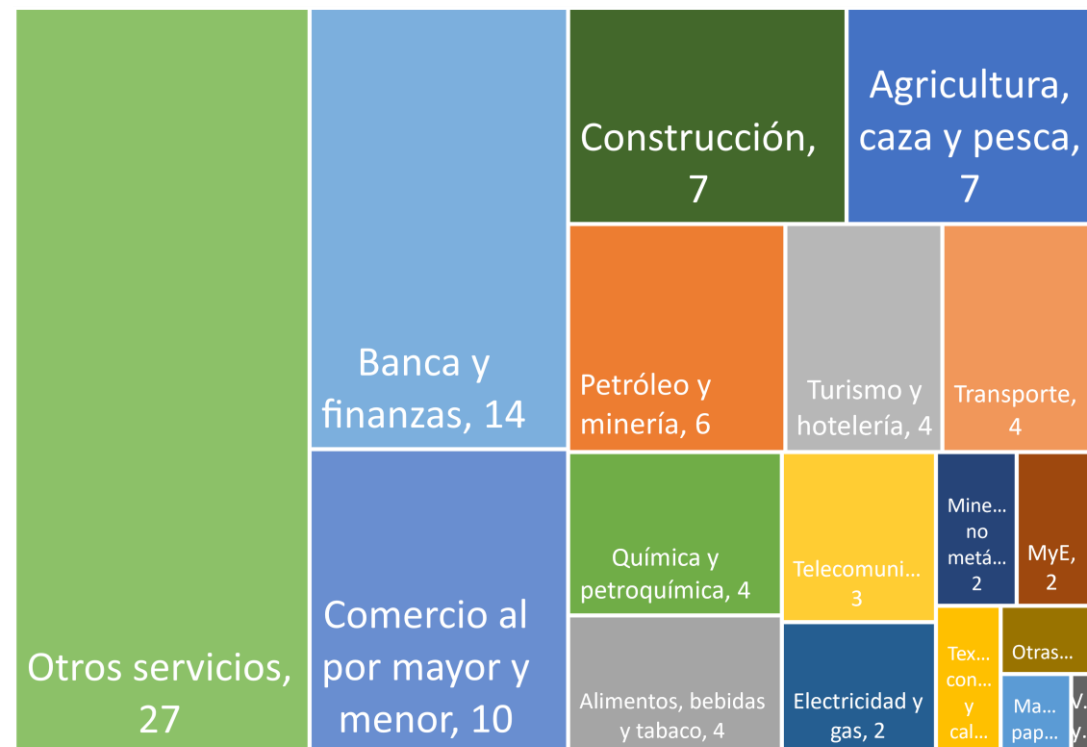 Otros servicios,
27
Banca y
finanzas, 14
Comercio al
por mayor y
menor, 10
Construcción,
7
Agricultura,
caza y pesca,
7
Petróleo y
minería, 6
Turismo y
hotelería, 4
Transporte,
4
Química y
petroquímica, 4
Alimentos, bebidas
y tabaco, 4
Telecomuni...
3
Electricidad y
gas, 2
Mine...
no
metá...
2
MyE,
2
Tex...
con...
y
cal...
Otras...
Ma...
pap...
V.
y.